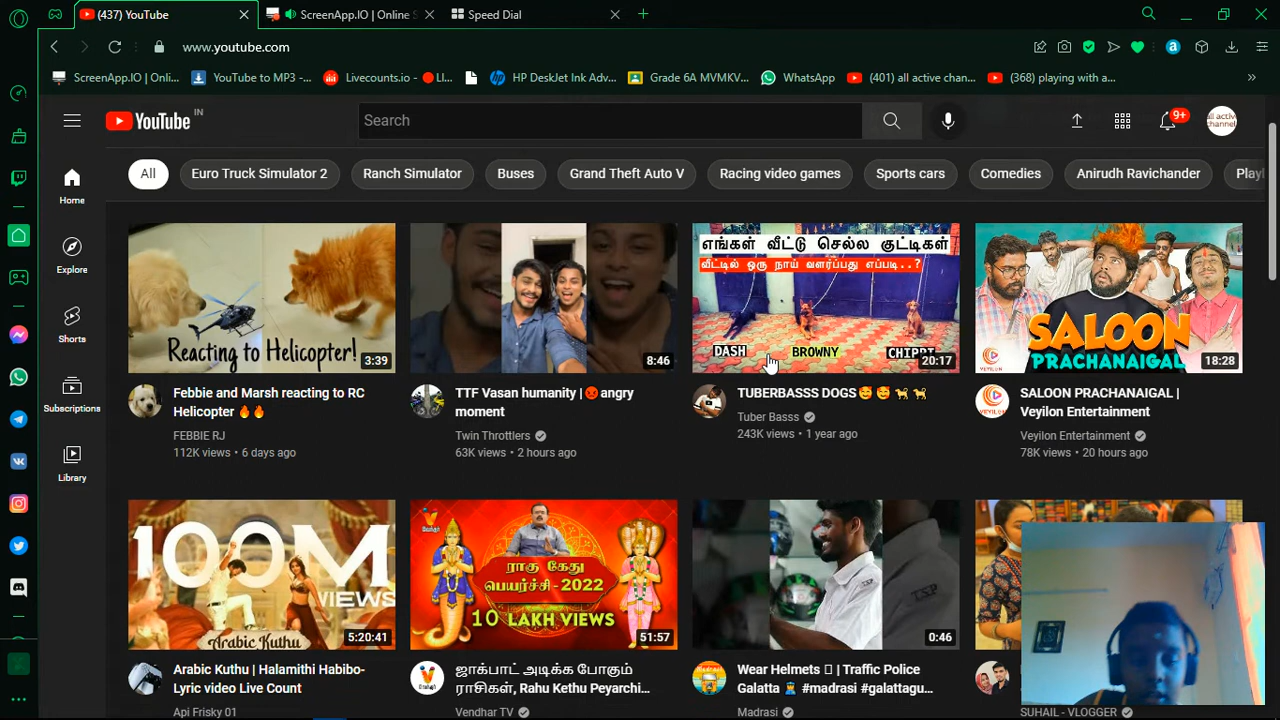 (437) YouTube
ScreenApp.IO | Online S
Speed Dial
www.youtube.com
ScreenApp.IO | Onli...
YouTube to MP3 -...
Livecounts.io - 🔴LI...
HP DeskJet Ink Adv...
Grade 6A MVMKV...
WhatsApp
(401) all active chan...
(368) playing with a...
YouTube IN
Search
9+
all active channel
All
Euro Truck Simulator 2
Ranch Simulator
Buses
Grand Theft Auto V
Racing video games
Sports cars
Comedies
Anirudh Ravichander
Playl
Home
Explore
Shorts
Subscriptions
Library
Reacting to Helicopter!
3:39
8:46
எங்கள் வீட்டு செல்ல குட்டிகள்
வீட்டில் ஒரு நாய் வளர்ப்பது எப்படி..?
DASH
BROWNY
CHIPPI
20:17
SALOON
PRACHANAIGAL
VEYILON
18:28
Febbie and Marsh reacting to RC
Helicopter 🔥🔥
FEBBIE RJ
112K views • 6 days ago
TTF Vasan humanity | 😡angry
moment
Twin Throttlers
63K views • 2 hours ago
TUBERBASSS DOGS🥰 🥰 🐕 🐕
Tuber Basss
243K views • 1 year ago
VEYILON
SALOON PRACHANAIGAL |
Veyilon Entertainment
Veyilon Entertainment
78K views • 20 hours ago
100M
VIEWS
Arabic Kuthu
5:20:41
ராகு கேது
பெயர்ச்சி-2022
10 LAKH VIEWS
51:57
TSP
0:46
Arabic Kuthu | Halamithi Habibo-
Lyric video Live Count
Api Frisky 01
ஜாக்பாட் அடிக்க போகும்
ராசிகள், Rahu Kethu Peyarchi...
Vendhar TV
Wear Helmets ▯ | Traffic Police
Galatta 👮 #madrasi #galattagu...
Madrasi
SUHAIL - VLOGGER